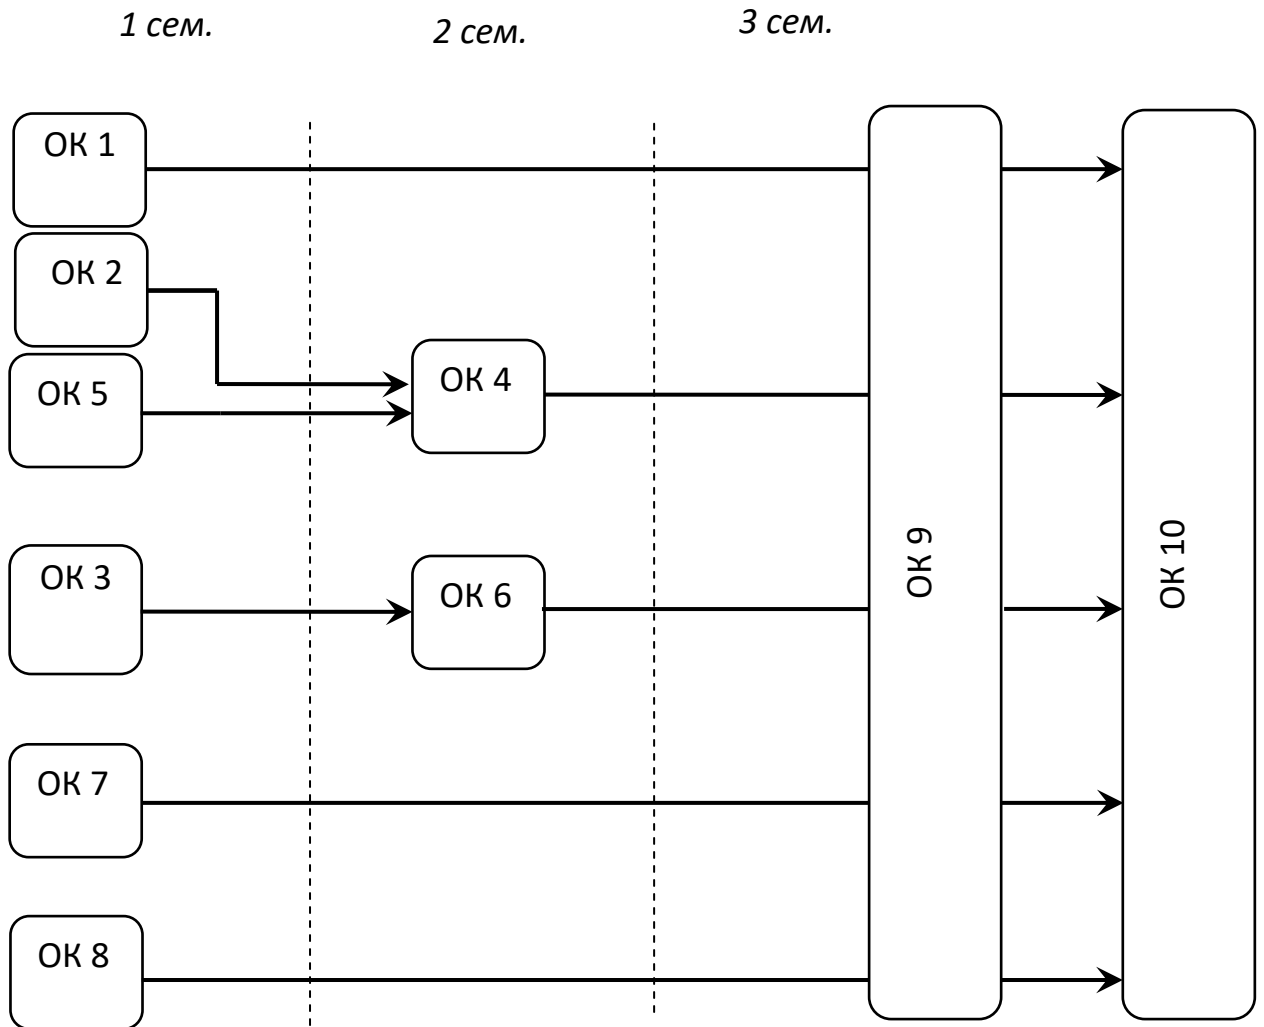 1 сем.
2 сем.
3 сем.
ОК 1
ОК 2
ОК 5
ОК 4
ОК 3
ОК 6
ОК 7
ОК 8
ОК 9
ОК 10